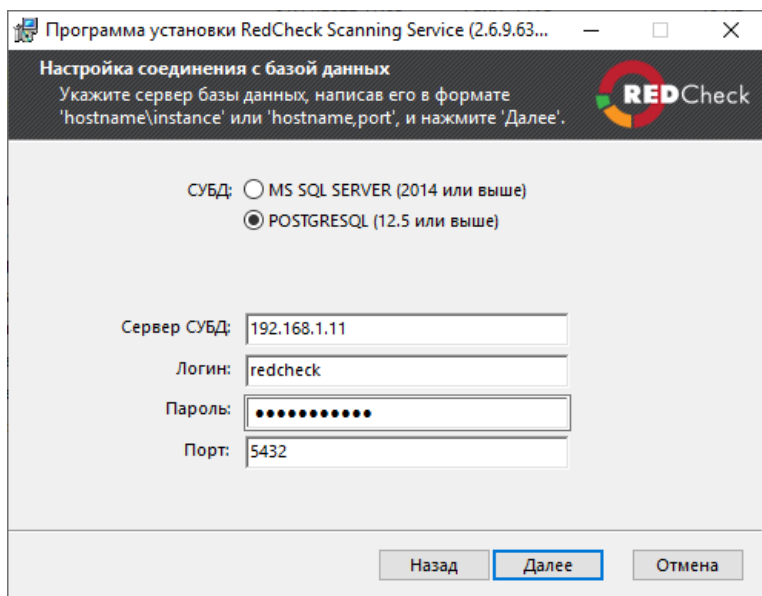 Программа установки RedCheck Scanning Service (2.6.9.63...
Настройка соединения с базой данных
Укажите сервер базы данных, написав его в формате
'hostname\instance' или 'hostname,port', и нажмите 'Далее'.
REDCheck
СУБД: MS SQL SERVER (2014 или выше)
POSTGRESQL (12.5 или выше)
Сервер СУБД: 192.168.1.11
Логин: redcheck
Пароль: ●●●●●●●●●●●
Порт: 5432
Назад Далее Отмена